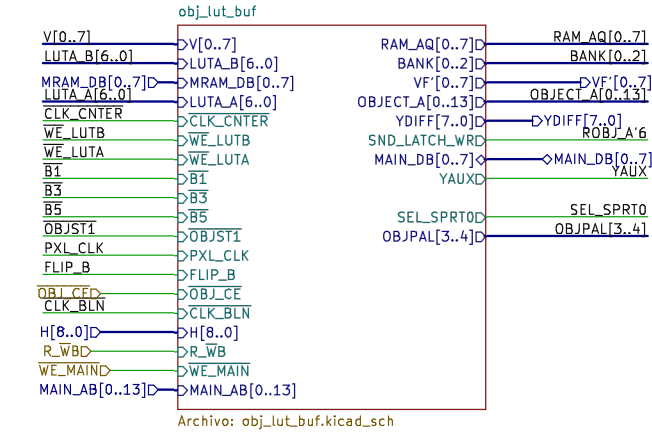 obj_lut_buf
V[0..7] V[0..7] RAM_AQ[0..7] RAM_AQ[0..7]
LUTA_B[6..0] LUTA_B[6..0] BANK[0..2] BANK[0..2]
MRAM_DB[0..7] MRAM_DB[0..7] VF'[0..7] VF'[0..7]
LUTA_A[6..0] LUTA_A[6..0] OBJECT_A[0..13] OBJECT_A[0..13]
CLK_CNTER CLK_CNTER YDIFF[7..0] YDIFF[7..0]
WE_LUTB WE_LUTB SND_LATCH_WR ROBJ_A'6
WE_LUTA WE_LUTA MAIN_DB[0..7] MAIN_DB[0..7]
B1 B1 YAUX YAUX
B3 B3
B5 B5 SEL_SPRT0 SEL_SPRT0
OBJST1 OBJST1 OBJPAL[3..4] OBJPAL[3..4]
PXL_CLK PXL_CLK
FLIP_B FLIP_B
OBJ_CE OBJ_CE
CLK_BLN CLK_BLN
H[8..0] H[8..0]
R_WB R_WB
WE_MAIN WE_MAIN
MAIN_AB[0..13] MAIN_AB[0..13]
Archivo: obj_lut_buf.kicad_sch